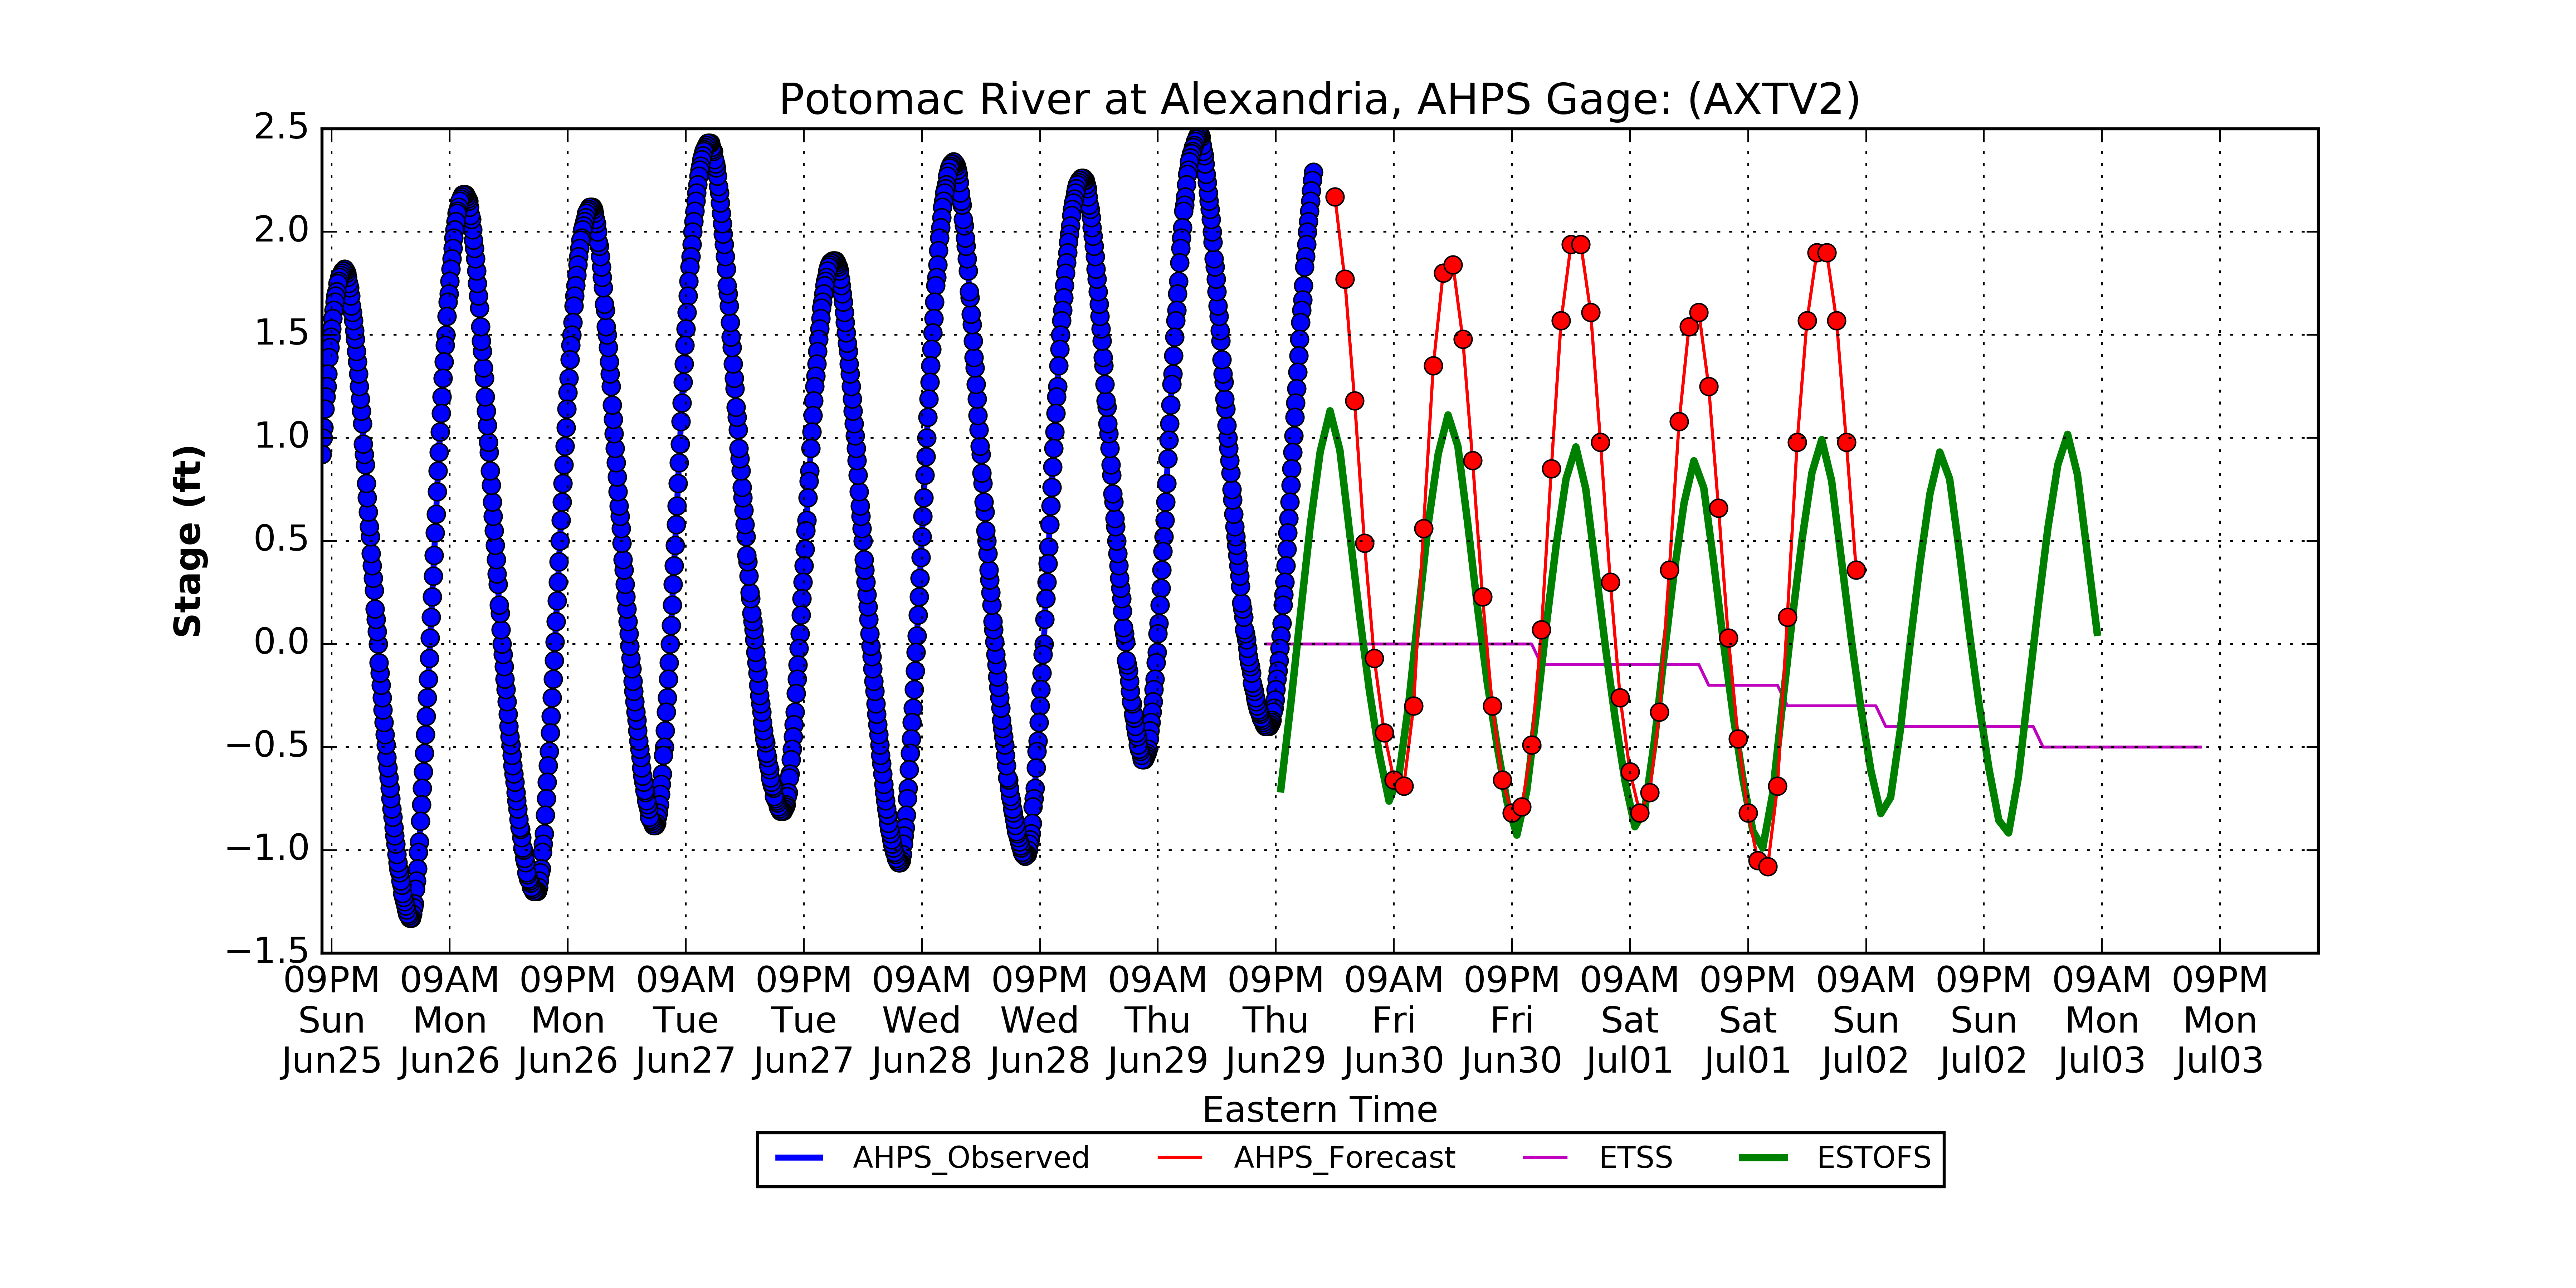 Potomac River at Alexandria, AHPS Gage: (AXTV2)
2.5
2.0
1.5
1.0
0.5
0.0
−0.5
−1.0
−1.5
Stage (ft)
09PM 09AM 09PM 09AM 09PM 09AM 09PM 09AM 09PM 09AM 09PM 09AM 09PM 09AM 09PM 09AM 09PM
Sun Mon Mon Tue Tue Wed Wed Thu Thu Fri Fri Sat Sat Sun Sun Mon Mon
Jun25 Jun26 Jun26 Jun27 Jun27 Jun28 Jun28 Jun29 Jun29 Jun30 Jun30 Jul01 Jul01 Jul02 Jul02 Jul03 Jul03
Eastern Time
AHPS_Observed AHPS_Forecast ETSS ESTOFS